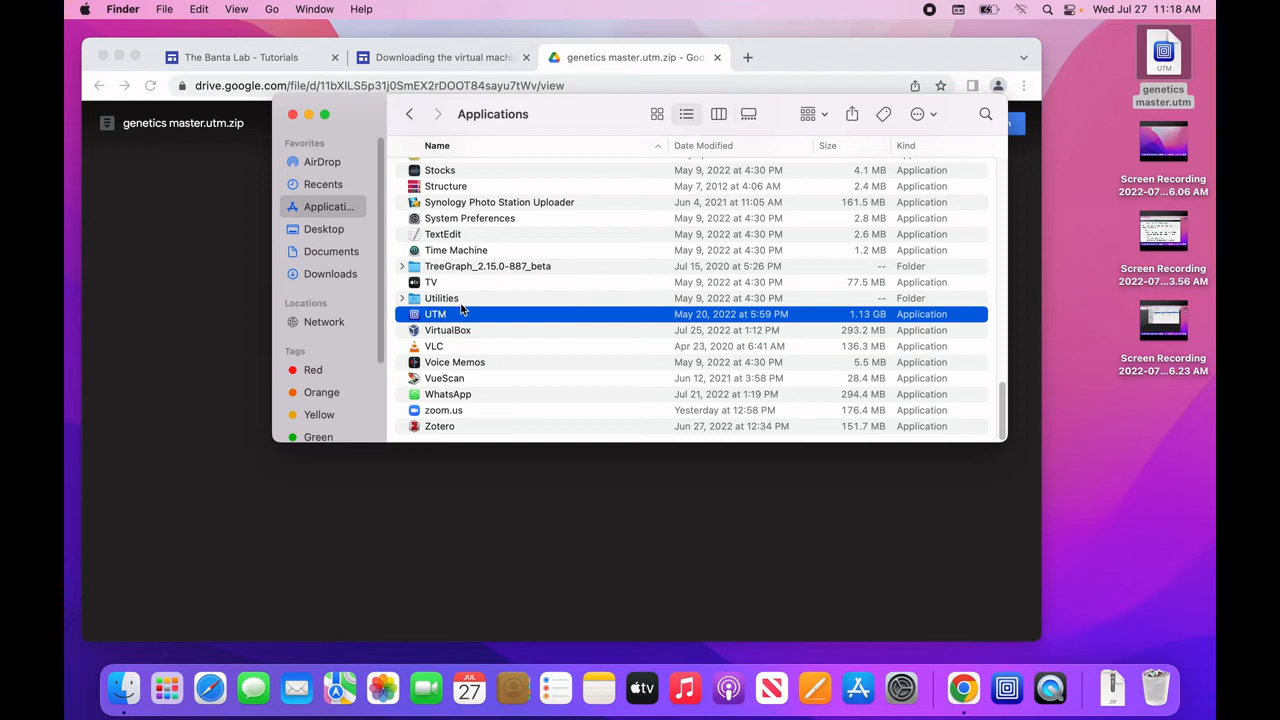 Finder File Edit View Go Window Help Wed Jul 27 11:18 AM
The Banta Lab - Tutorials Downloading the virtual machi genetics master.utm.zip - Goo
drive.google.com/file/d/11bXlLS5p31j0SmEX2rDOOT84sayu7tWv/view
genetics master.utm.zip
Applications
Favorites
AirDrop
Recents
Applicati...
Desktop
Documents
Downloads
Locations
Network
Tags
Red
Orange
Yellow
Green
Name Date Modified Size Kind
Stocks May 9, 2022 at 4:30 PM 4.1 MB Application
Structure May 7, 2012 at 4:06 AM 2.4 MB Application
Synology Photo Station Uploader Jun 4, 2021 at 11:05 AM 161.5 MB Application
System Preferences May 9, 2022 at 4:30 PM 2.8 MB Application
TextEdit May 9, 2022 at 4:30 PM 2.6 MB Application
Time Machine May 9, 2022 at 4:30 PM 1.2 MB Application
TreeGraph_2.15.0-887_beta Jul 15, 2020 at 5:26 PM -- Folder
TV May 9, 2022 at 4:30 PM 77.5 MB Application
Utilities May 9, 2022 at 4:30 PM -- Folder
UTM May 20, 2022 at 5:59 PM 1.13 GB Application
VirtualBox Jul 25, 2022 at 1:12 PM 293.2 MB Application
VLC Apr 23, 2020 at 6:41 AM 136.3 MB Application
Voice Memos May 9, 2022 at 4:30 PM 5.5 MB Application
VueScan Jun 12, 2021 at 3:58 PM 28.4 MB Application
WhatsApp Jul 21, 2022 at 1:19 PM 294.4 MB Application
zoom.us Yesterday at 12:58 PM 176.4 MB Application
Zotero Jun 27, 2022 at 12:34 PM 151.7 MB Application
UTM
genetics
master.utm
Screen Recording
2022-07...6.06 AM
Screen Recording
2022-07...3.56 AM
Screen Recording
2022-07...6.23 AM
JUL
27
tv
ZIP